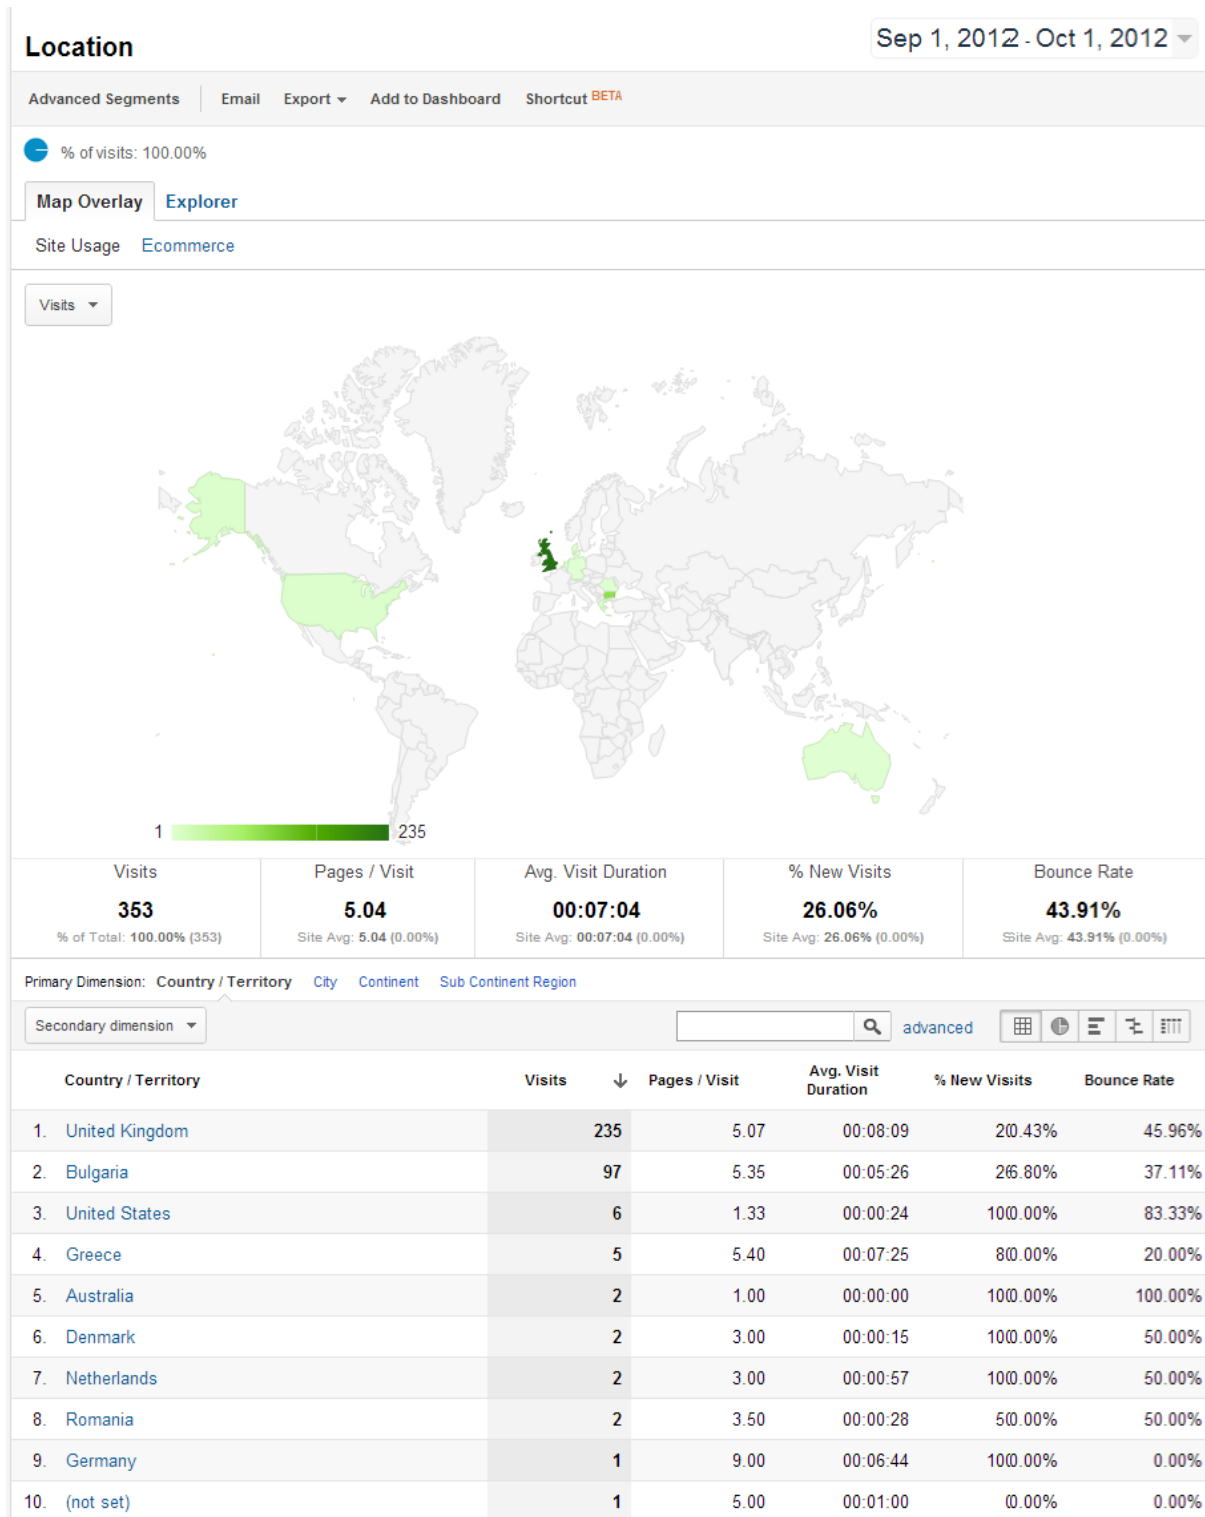 Location
Sep 1, 2012 - Oct 1, 2012
Advanced Segments Email Export Add to Dashboard Shortcut BETA
% of visits: 100.00%
Map Overlay Explorer
Site Usage Ecommerce
Visits
1 235
Visits Pages / Visit Avg. Visit Duration % New Visits Bounce Rate
353 5.04 00:07:04 26.06% 43.91%
% of Total: 100.00% (353) Site Avg: 5.04 (0.00%) Site Avg: 00:07:04 (0.00%) Site Avg: 26.06% (0.00%) Site Avg: 43.91% (0.00%)
Primary Dimension: Country / Territory City Continent Sub Continent Region
Secondary dimension advanced
Country / Territory Visits Pages / Visit Avg. Visit Duration % New Visits Bounce Rate
1. United Kingdom 235 5.07 00:08:09 20.43% 45.96%
2. Bulgaria 97 5.35 00:05:26 26.80% 37.11%
3. United States 6 1.33 00:00:24 100.00% 83.33%
4. Greece 5 5.40 00:07:25 80.00% 20.00%
5. Australia 2 1.00 00:00:00 100.00% 100.00%
6. Denmark 2 3.00 00:00:15 100.00% 50.00%
7. Netherlands 2 3.00 00:00:57 100.00% 50.00%
8. Romania 2 3.50 00:00:28 50.00% 50.00%
9. Germany 1 9.00 00:06:44 100.00% 0.00%
10. (not set) 1 5.00 00:01:00 0.00% 0.00%